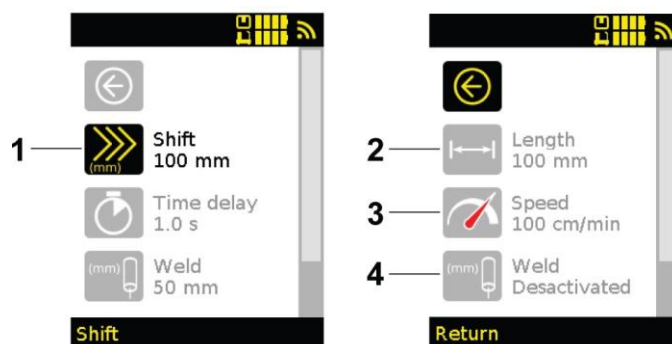 1
(mm)
Shift
100 mm
Time delay
1.0 s
(mm)
Weld
50 mm
Shift
2
Length
100 mm
3
Speed
100 cm/min
4
(mm)
Weld
Desactivated
Return